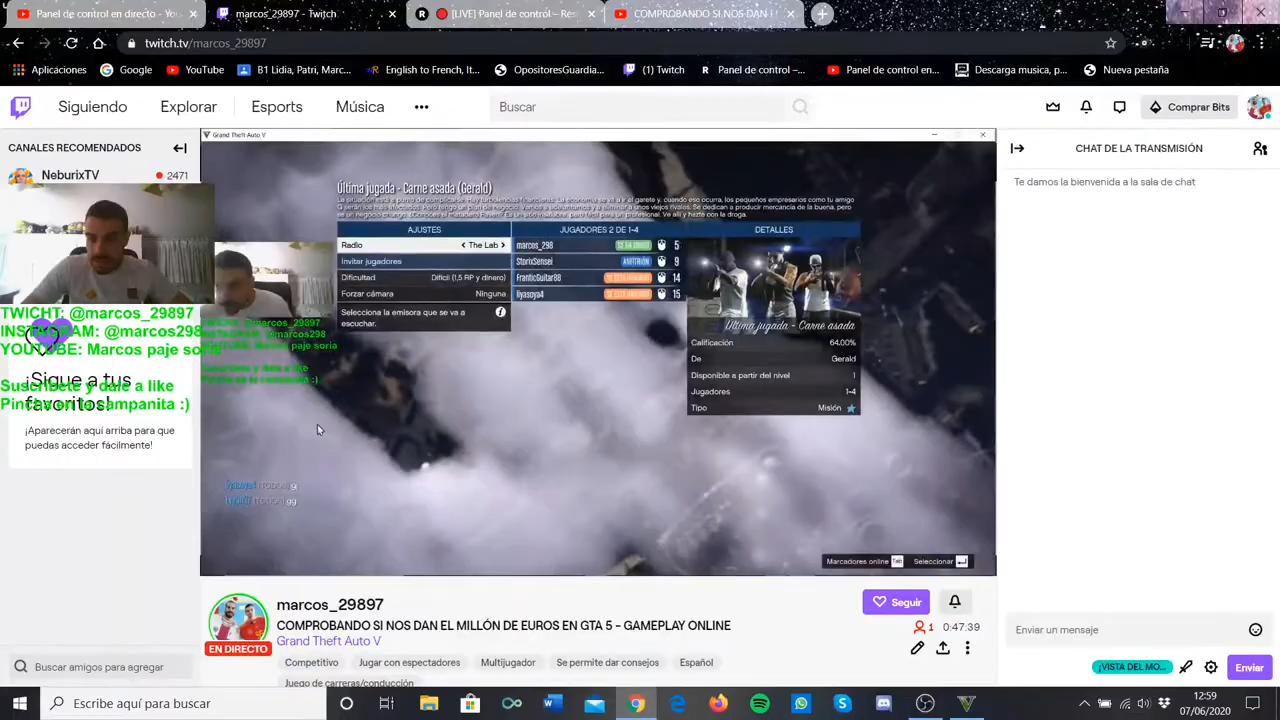 Panel de control en directo - You
marcos_29897 - Twitch
[LIVE] Panel de control – Res
COMPROBANDO SI NOS DAN
twitch.tv/marcos_29897
Aplicaciones
Google
YouTube
B1 Lidia, Patri, Marc...
English to French, It...
OpositoresGuardia...
(1) Twitch
Panel de control –...
Panel de control en...
Descarga musica, p...
Nueva pestaña
Siguiendo
Explorar
Esports
Música
Buscar
Comprar Bits
CANALES RECOMENDADOS
NeburixTV
2471
Grand Theft Auto V
CHAT DE LA TRANSMISIÓN
Te damos la bienvenida a la sala de chat
Última jugada - Carne asada (Gerald)
AJUSTES
JUGADORES 2 DE 1-4
DETALLES
Radio
< The Lab >
marcos_298
5
Invitar jugadores
StorixSensei
ANFITRIÓN
9
Dificultad
Difícil (1,5 RP y dinero)
FranticGuitar88
14
Forzar cámara
Ninguna
liyasoya4
15
Selecciona la emisora que se va a
escuchar.
Última jugada - Carne asada
Calificación
64.00%
De
Gerald
Disponible a partir del nivel
1
Jugadores
1-4
Tipo
Misión
TWICHT: @marcos_29897
INSTAGRAM: @marcos298
YOUTUBE: Marcos paje soria
Suscribete y dale a like
Pincha en la campanita :)
¡Sigue a tus
favoritos!
¡Aparecerán aquí arriba para que
puedas acceder fácilmente!
gg
Marcadores online
Tab
Seleccionar
marcos_29897
Seguir
COMPROBANDO SI NOS DAN EL MILLÓN DE EUROS EN GTA 5 - GAMEPLAY ONLINE
1
0:47:39
Grand Theft Auto V
EN DIRECTO
Competitivo
Jugar con espectadores
Multijugador
Se permite dar consejos
Español
Juego de carreras/conducción
Buscar amigos para agregar
Enviar un mensaje
¡VISTA DEL MO...
Enviar
Escribe aquí para buscar
12:59
07/06/2020